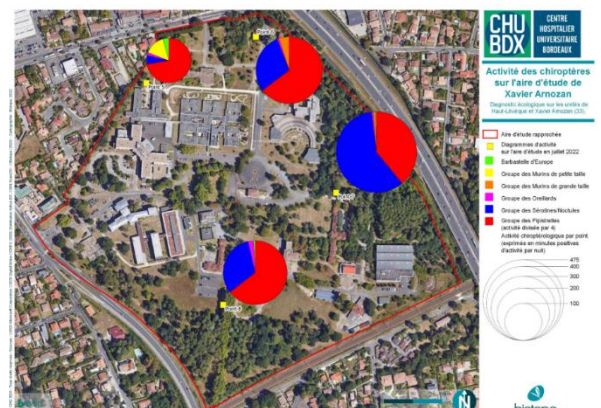 CHU
BDX
CENTRE
HOSPITALIER
UNIVERSITAIRE
BORDEAUX
Activité des chiroptères
sur l'aire d'étude de
Xavier Arnozan
Diagnostic écologique sur les unités de
Haut-Lévêque et Xavier Arnozan (33).
Aire d'étude rapprochée
Diagrammes d'activité
sur l'aire d'étude en juillet 2022
Barbastelle d'Europe
Groupe des Murins de petite taille
Groupe des Murins de grande taille
Groupe des Oreillards
Groupe des Sérotines/Noctules
Groupe des Pipistrelles
(activité divisée par 4)
Activité chiroptérologique par point
(exprimée en minutes positives
d'activité par nuit)
475
400
300
200
100
N
biotope